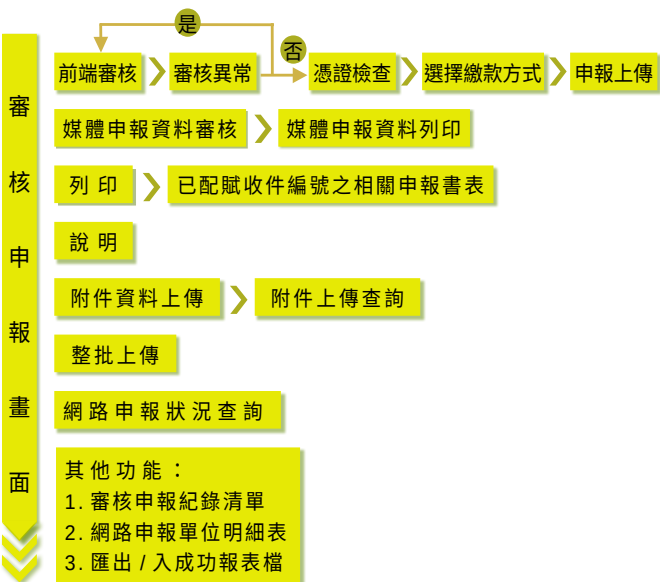 是
否
前端審核
審核異常
憑證檢查
選擇繳款方式
申報上傳
媒體申報資料審核
媒體申報資料列印
列印
已配賦收件編號之相關申報書表
說明
附件資料上傳
附件上傳查詢
整批上傳
網路申報狀況查詢
其他功能：
1. 審核申報紀錄清單
2. 網路申報單位明細表
3. 匯出 / 入成功報表檔
審核申報畫面